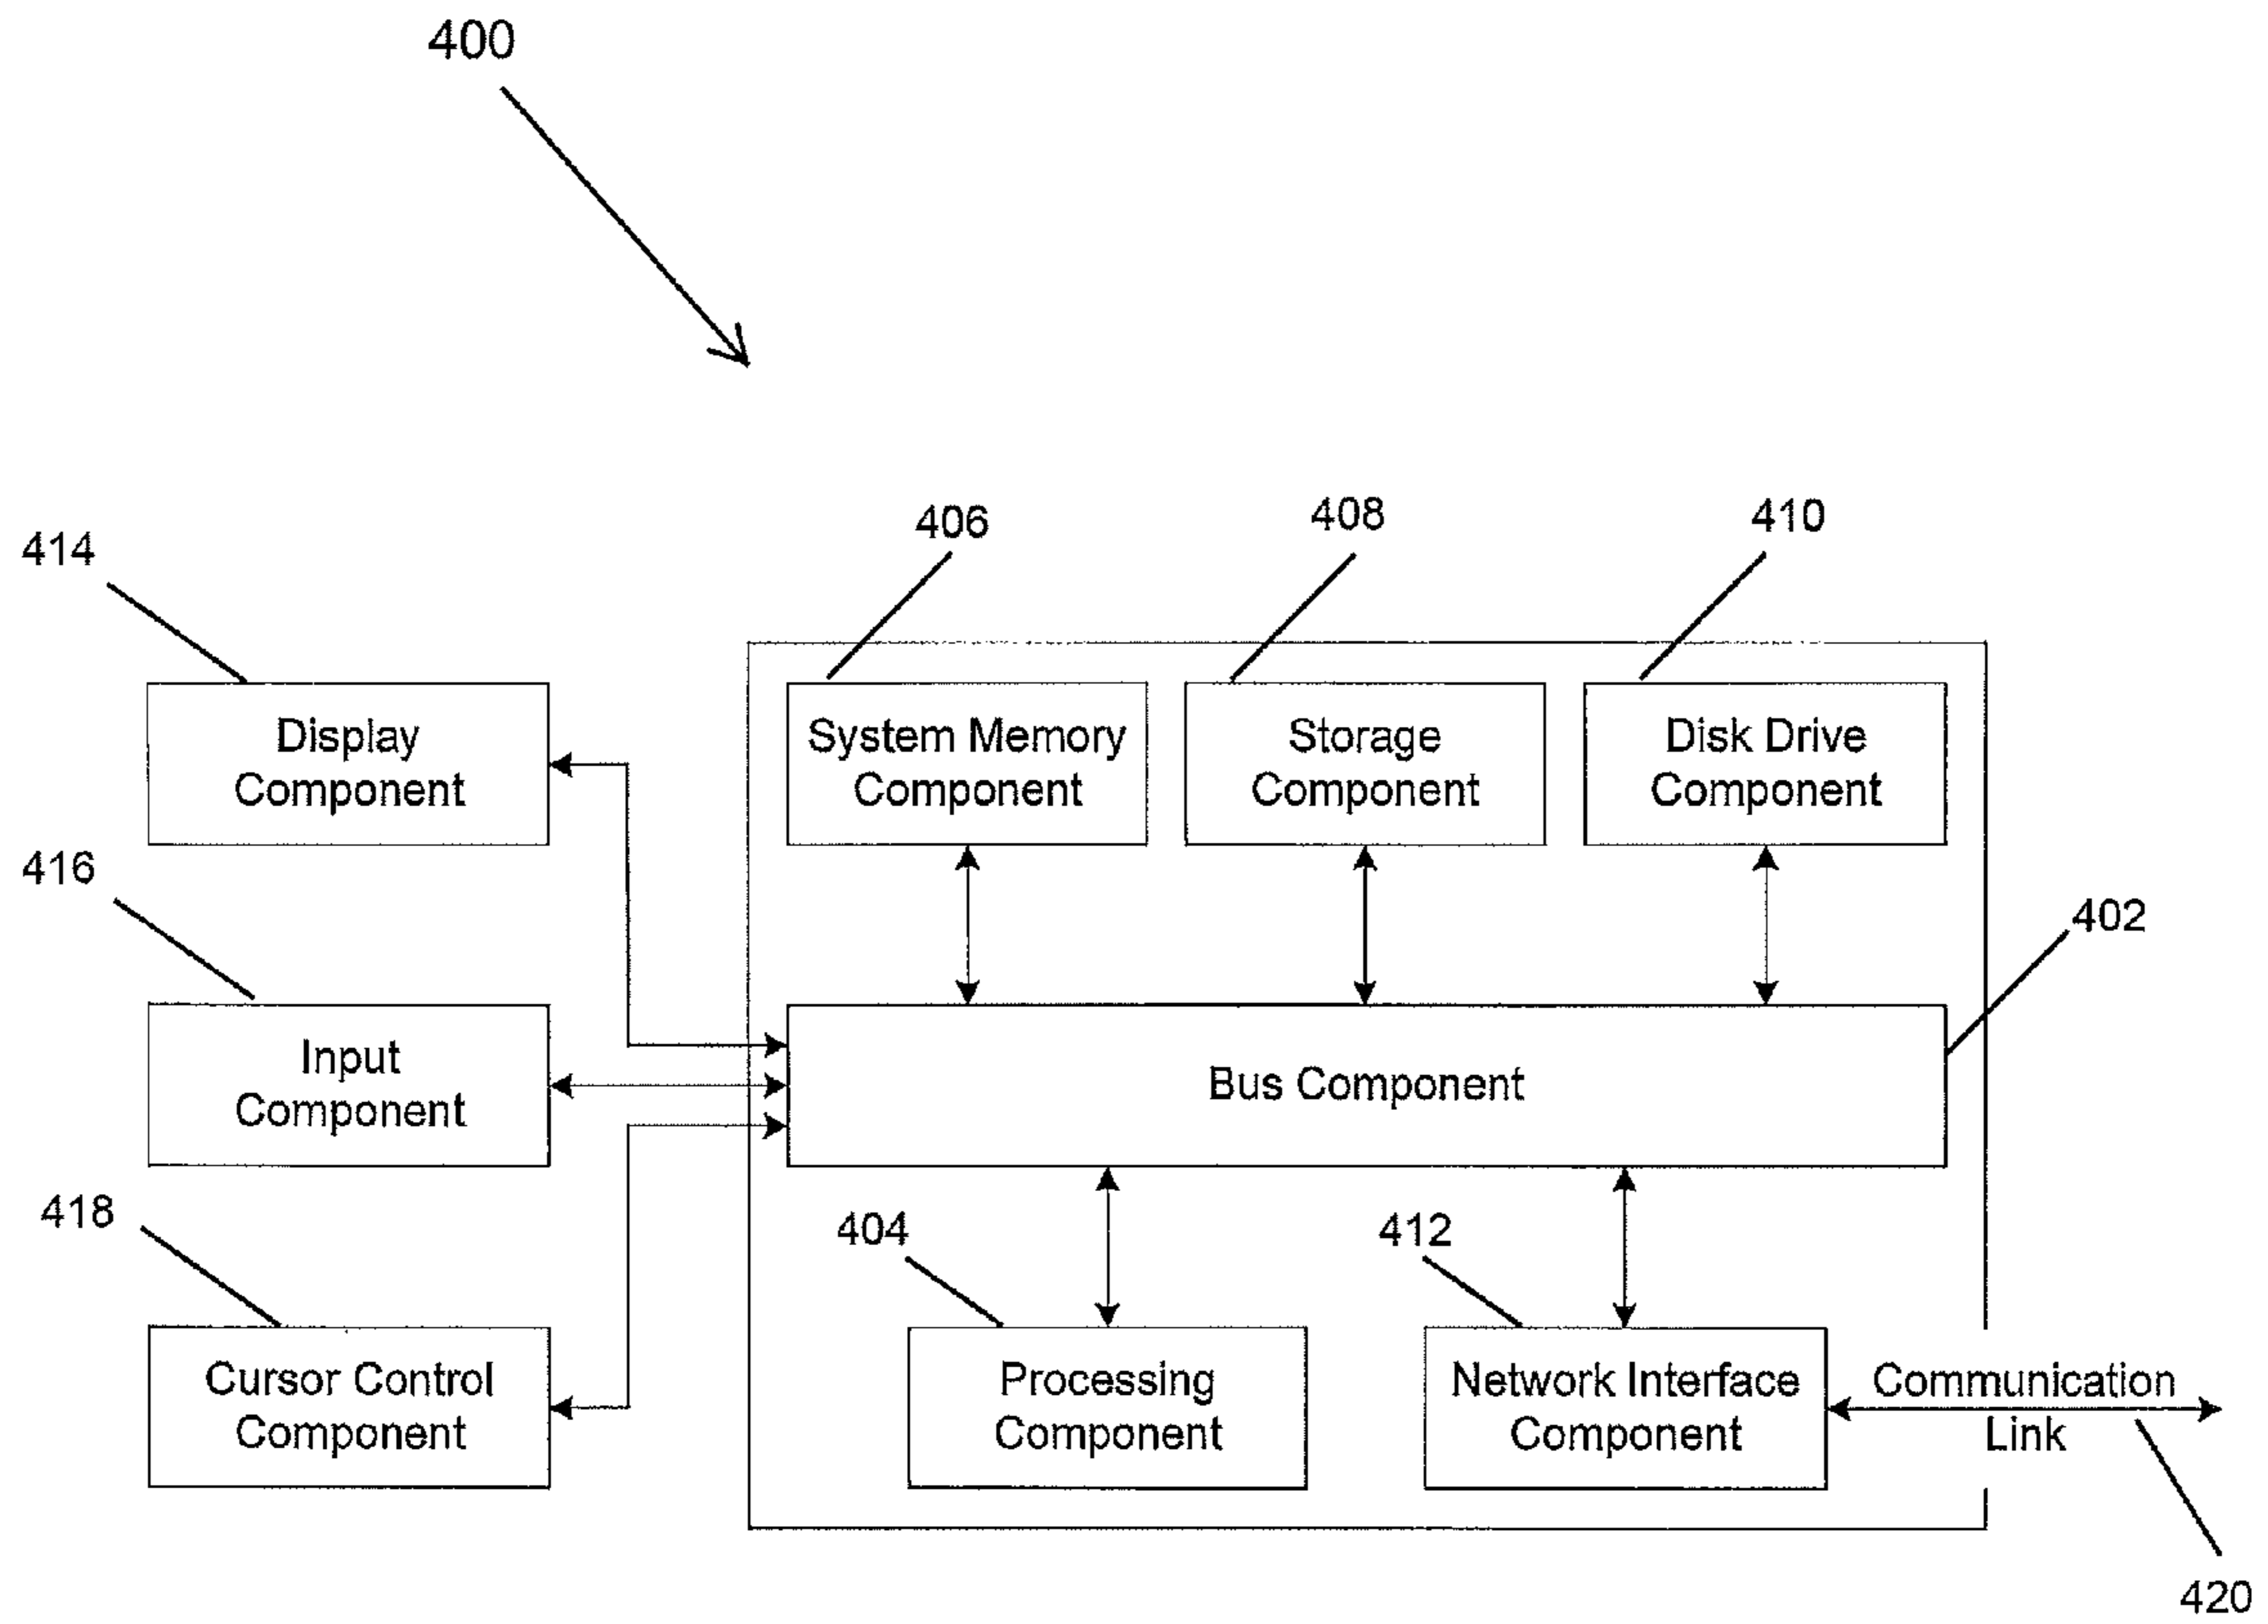 400
406
408
410
414
Display
Component
System Memory
Component
Storage
Component
Disk Drive
Component
416
402
Input
Component
Bus Component
418
404
412
Cursor Control
Component
Processing
Component
Network Interface
Component
Communication
Link
420